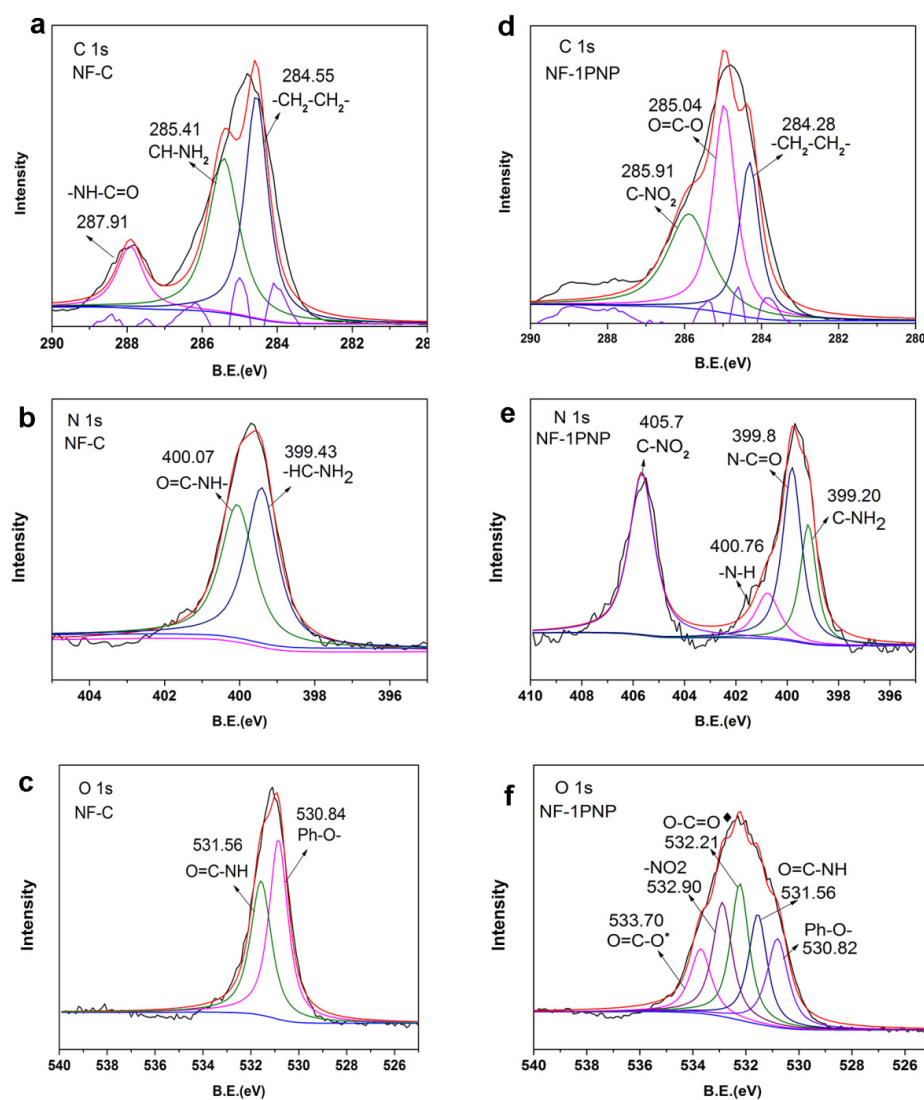 a
C 1s
NF-C
284.55
-CH₂-CH₂-
285.41
CH-NH₂
-NH-C=O
287.91
Intensity
290 288 286 284 282 28
B.E.(eV)
d
C 1s
NF-1PNP
285.04
O=C-O
284.28
-CH₂-CH₂-
285.91
C-NO₂
Intensity
290 288 286 284 282 280
B.E.(eV)
b
N 1s
NF-C
400.07
O=C-NH-
399.43
-HC-NH₂
Intensity
404 402 400 398 396
B.E.(eV)
e
N 1s
NF-1PNP
405.7
C-NO₂
399.8
N-C=O
399.20
C-NH₂
400.76
-N-H
Intensity
410 408 406 404 402 400 398 396
B.E.(eV)
c
O 1s
NF-C
530.84
Ph-O-
531.56
O=C-NH
Intensity
540 538 536 534 532 530 528 526
B.E.(eV)
f
O 1s
NF-1PNP
O-C=O♦
532.21
-NO2
532.90
O=C-NH
531.56
533.70
O=C-O*
Ph-O-
530.82
Intensity
540 538 536 534 532 530 528 526
B.E.(eV)